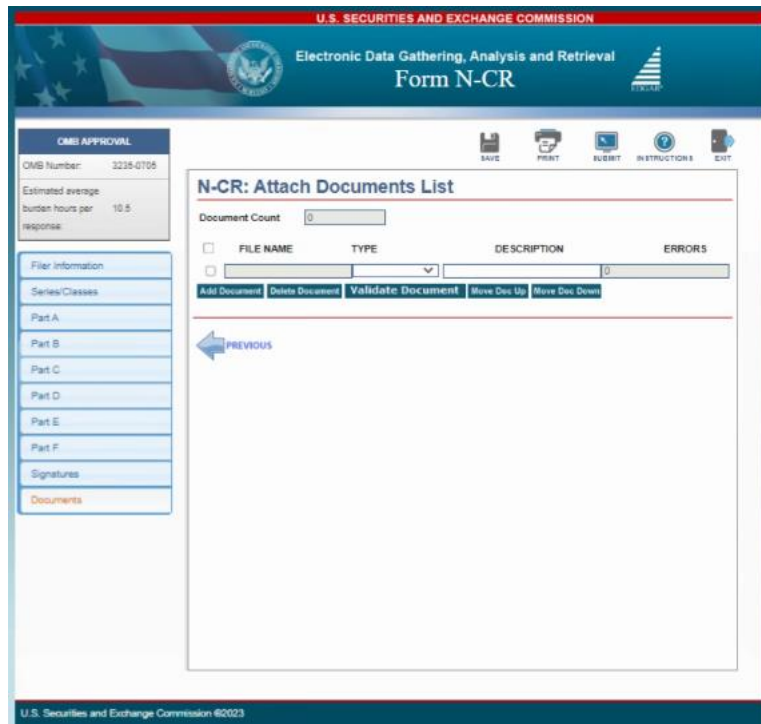 U.S. SECURITIES AND EXCHANGE COMMISSION
Electronic Data Gathering, Analysis and Retrieval
Form N-CR
EDGAR
OMB APPROVAL
OMB Number: 3235-0705
Estimated average
burden hours per 10.5
response:
SAVE PRINT SUBMIT INSTRUCTIONS EXIT
N-CR: Attach Documents List
Document Count 0
FILE NAME TYPE DESCRIPTION ERRORS
0
Add Document Delete Document Validate Document Move Doc Up Move Doc Down
PREVIOUS
Filer Information
Series/Classes
Part A
Part B
Part C
Part D
Part E
Part F
Signatures
Documents
U.S. Securities and Exchange Commission ©2023